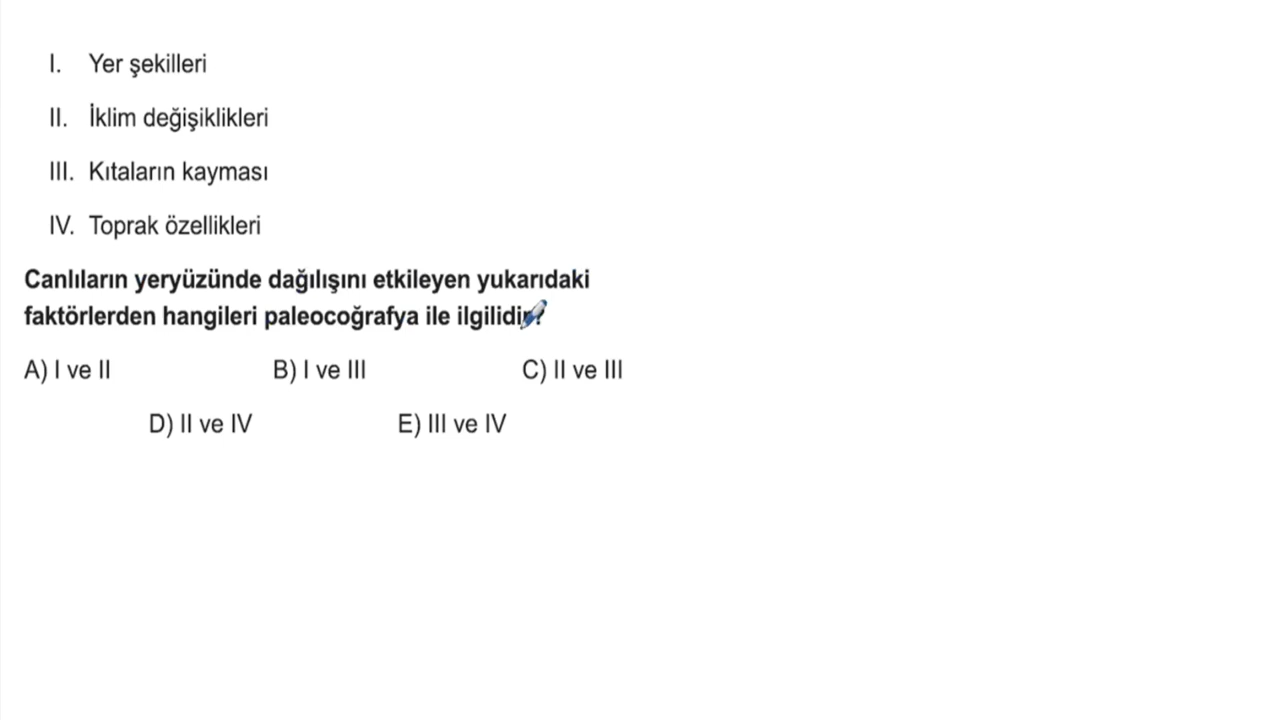 I. Yer şekilleri
II. İklim değişiklikleri
III. Kıtaların kayması
IV. Toprak özellikleri
Canlıların yeryüzünde dağılışını etkileyen yukarıdaki
faktörlerden hangileri paleocoğrafya ile ilgilidir?
A) I ve II B) I ve III C) II ve III
D) II ve IV E) III ve IV